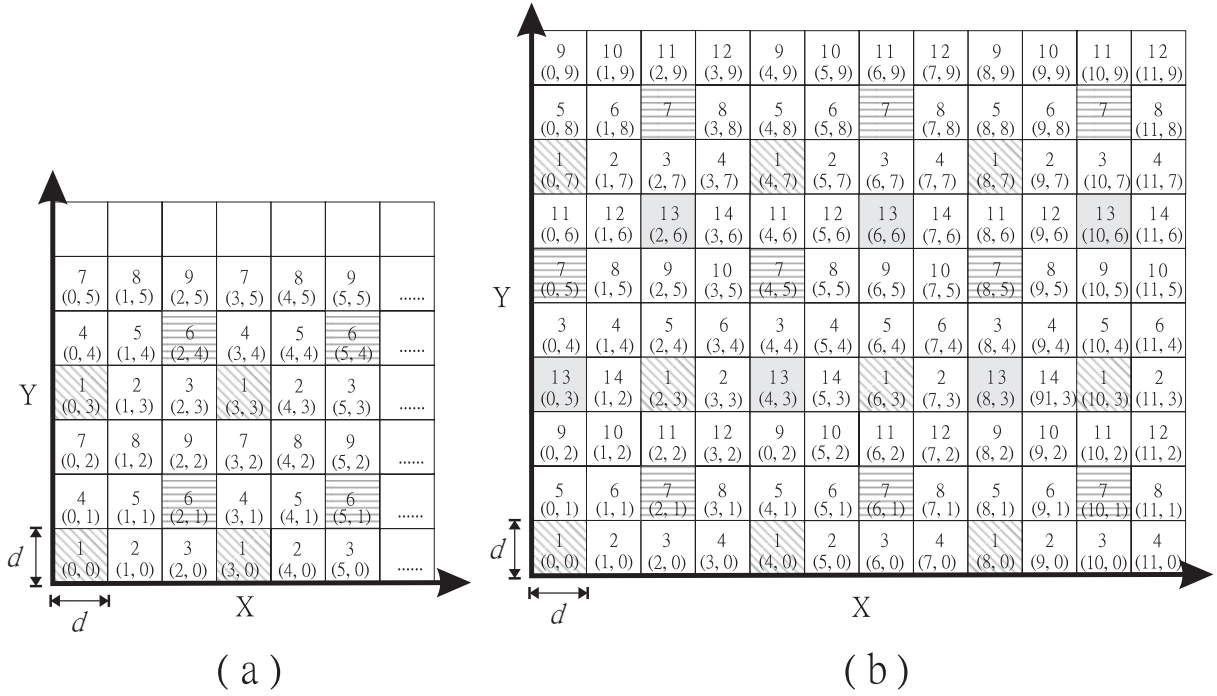 7 8 9 7 8 9
(0, 5) (1, 5) (2, 5) (3, 5) (4, 5) (5, 5) ......
4 5 6 4 5 6
(0, 4) (1, 4) (2, 4) (3, 4) (4, 4) (5, 4) ......
Y
1 2 3 1 2 3
(0, 3) (1, 3) (2, 3) (3, 3) (4, 3) (5, 3) ......
7 8 9 7 8 9
(0, 2) (1, 2) (2, 2) (3, 2) (4, 2) (5, 2) ......
4 5 6 4 5 6
(0, 1) (1, 1) (2, 1) (3, 1) (4, 1) (5, 1) ......
d
1 2 3 1 2 3
(0, 0) (1, 0) (2, 0) (3, 0) (4, 0) (5, 0) ......
X
d
(a)
9 10 11 12 9 10 11 12 9 10 11 12
(0, 9) (1, 9) (2, 9) (3, 9) (4, 9) (5, 9) (6, 9) (7, 9) (8, 9) (9, 9) (10, 9) (11, 9)
5 6 7 8 5 6 7 8 5 6 7 8
(0, 8) (1, 8) (3, 8) (4, 8) (5, 8) (7, 8) (8, 8) (9, 8) (11, 8)
1 2 3 4 1 2 3 4 1 2 3 4
(0, 7) (1, 7) (2, 7) (3, 7) (4, 7) (5, 7) (6, 7) (7, 7) (8, 7) (9, 7) (10, 7) (11, 7)
11 12 13 14 11 12 13 14 11 12 13 14
(0, 6) (1, 6) (2, 6) (3, 6) (4, 6) (5, 6) (6, 6) (7, 6) (8, 6) (9, 6) (10, 6) (11, 6)
Y
7 8 9 10 7 8 9 10 7 8 9 10
(0, 5) (1, 5) (2, 5) (3, 5) (4, 5) (5, 5) (6, 5) (7, 5) (8, 5) (9, 5) (10, 5) (11, 5)
3 4 5 6 3 4 5 6 3 4 5 6
(0, 4) (1, 4) (2, 4) (3, 4) (4, 4) (5, 4) (6, 4) (7, 4) (8, 4) (9, 4) (10, 4) (11, 4)
13 14 1 2 13 14 1 2 13 14 1 2
(0, 3) (1, 2) (2, 3) (3, 3) (4, 3) (5, 3) (6, 3) (7, 3) (8, 3) (91, 3) (10, 3) (11, 3)
9 10 11 12 9 10 11 12 9 10 11 12
(0, 2) (1, 2) (2, 2) (3, 2) (0, 2) (5, 2) (6, 2) (7, 2) (8, 2) (9, 2) (10, 2) (11, 2)
5 6 7 8 5 6 7 8 5 6 7 8
(0, 1) (1, 1) (2, 1) (3, 1) (4, 1) (5, 1) (6, 1) (7, 1) (8, 1) (9, 1) (10, 1) (11, 1)
d
1 2 3 4 1 2 3 4 1 2 3 4
(0, 0) (1, 0) (2, 0) (3, 0) (4, 0) (5, 0) (6, 0) (7, 0) (8, 0) (9, 0) (10, 0) (11, 0)
d
X
(b)